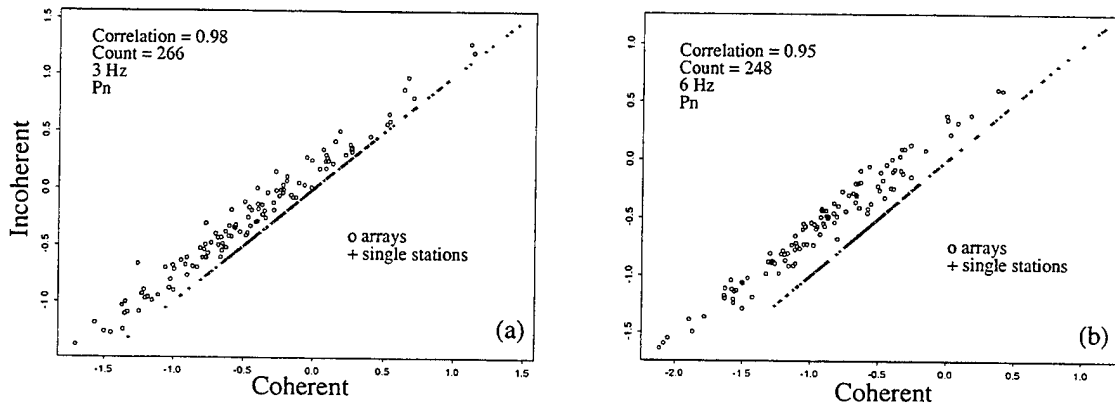 1.5
1.0
0.5
0.0
-0.5
-1.0
Incoherent
Correlation = 0.98
Count = 266
3 Hz
Pn
o arrays
+ single stations
(a)
-1.5 -1.0 -0.5 0.0 0.5 1.0 1.5
Coherent
1.0
0.5
0.0
-0.5
-1.0
-1.5
Correlation = 0.95
Count = 248
6 Hz
Pn
o arrays
+ single stations
(b)
-2.0 -1.5 -1.0 -0.5 0.0 0.5 1.0
Coherent